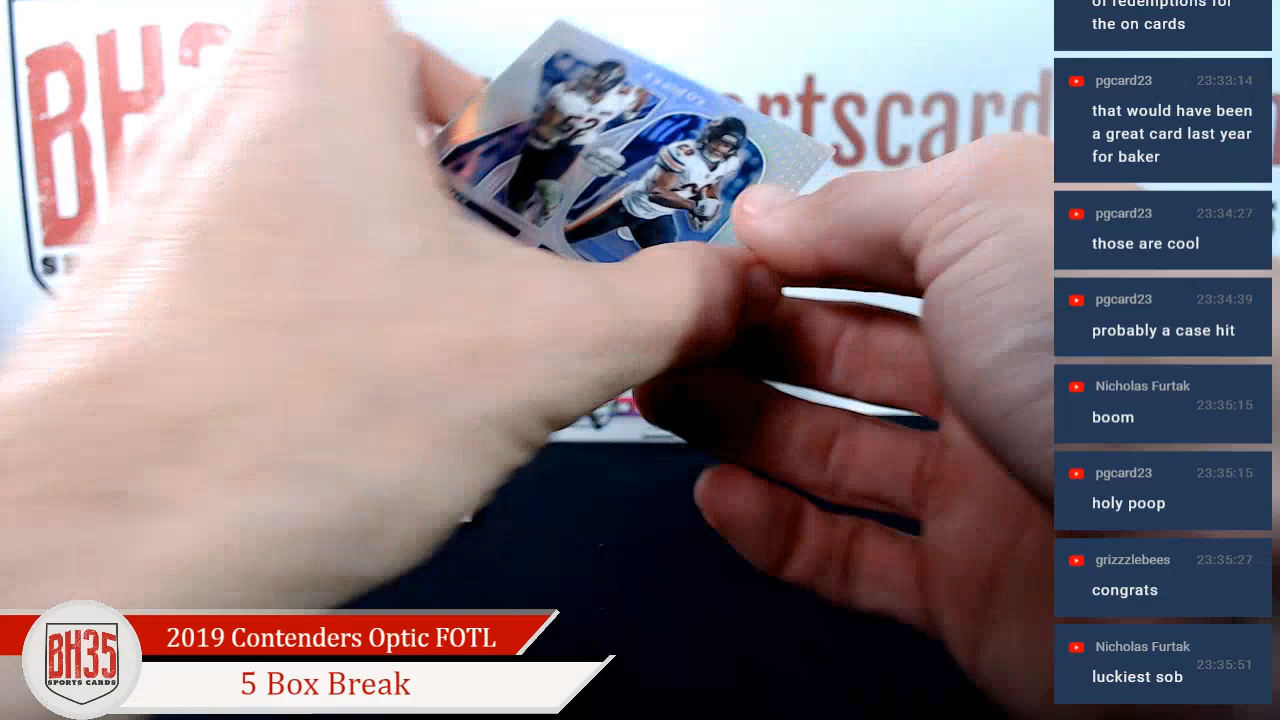 BH
rtscard
52
of redemptions for
the on cards
pgcard23 23:33:14
that would have been
a great card last year
for baker
pgcard23 23:34:27
those are cool
pgcard23 23:34:39
probably a case hit
Nicholas Furtak 23:35:15
boom
pgcard23 23:35:15
holy poop
grizzzlebees 23:35:27
congrats
Nicholas Furtak 23:35:51
luckiest sob
2019 Contenders Optic FOTL
5 Box Break
BH35
SPORTS CARDS